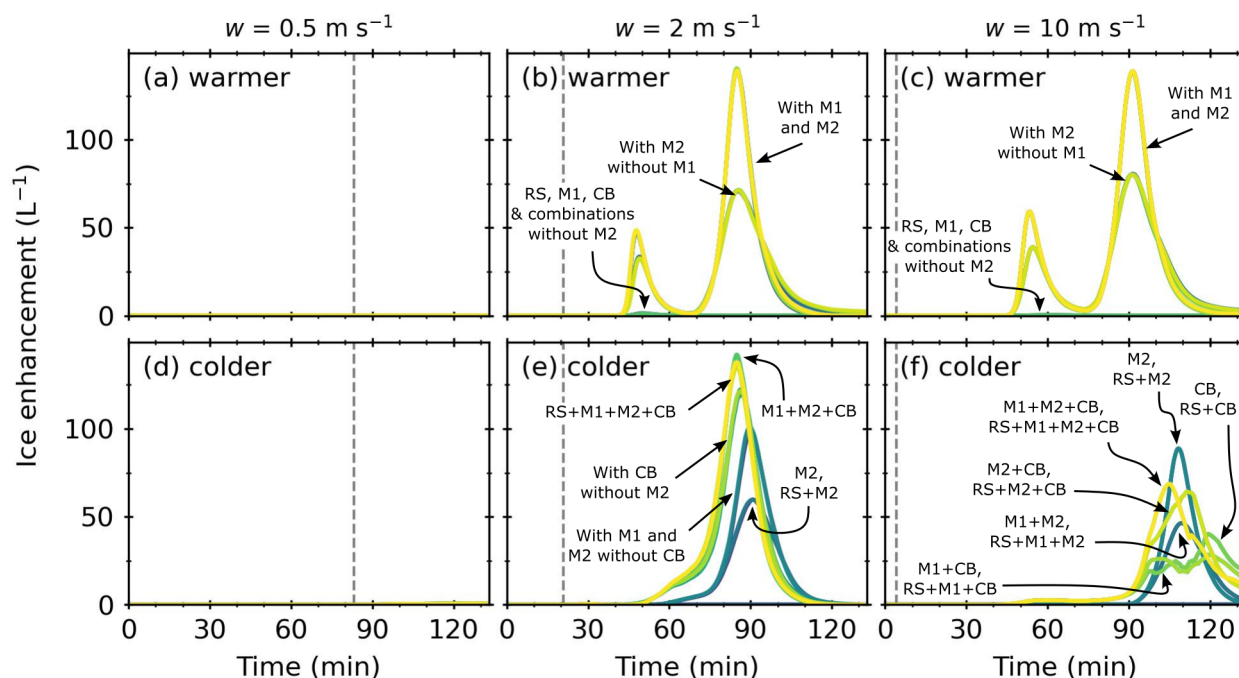 w = 0.5 m s⁻¹
w = 2 m s⁻¹
w = 10 m s⁻¹
Ice enhancement (L⁻¹)
100
50
0
(a) warmer
(b) warmer
With M1
and M2
With M2
without M1
RS, M1, CB
& combinations
without M2
(c) warmer
With M1
and M2
With M2
without M1
RS, M1, CB
& combinations
without M2
100
50
0
(d) colder
(e) colder
RS+M1+M2+CB
M1+M2+CB
With CB
without M2
M2,
RS+M2
With M1 and
M2 without CB
(f) colder
M2,
RS+M2
CB,
RS+CB
M1+M2+CB,
RS+M1+M2+CB
M2+CB,
RS+M2+CB
M1+M2,
RS+M1+M2
M1+CB,
RS+M1+CB
0 30 60 90 120
0 30 60 90 120
0 30 60 90 120
Time (min)
Time (min)
Time (min)